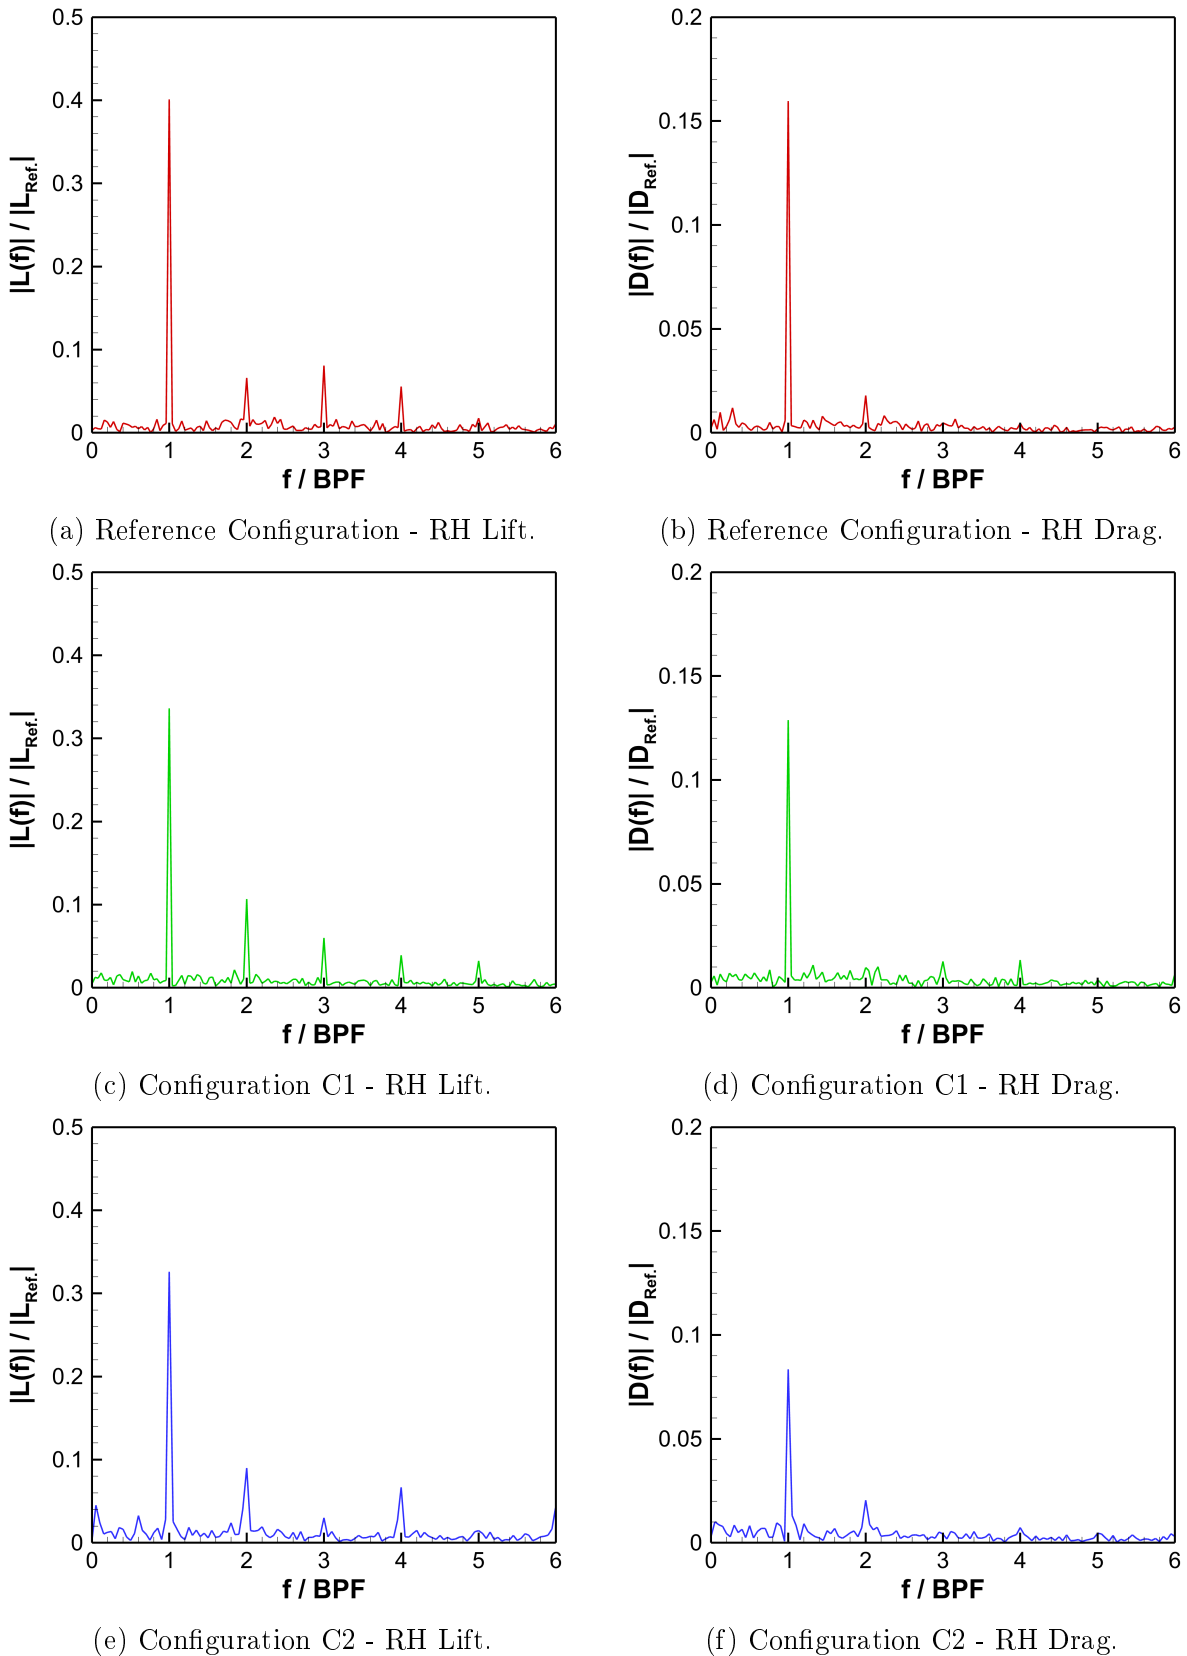 0.5
0.4
0.3
0.2
0.1
0
|L(f)| / |L_Ref.|
0 1 2 3 4 5 6
f / BPF
0.2
0.15
0.1
0.05
0
|D(f)| / |D_Ref.|
0 1 2 3 4 5 6
f / BPF
(a) Reference Configuration - RH Lift.
(b) Reference Configuration - RH Drag.
0.5
0.4
0.3
0.2
0.1
0
|L(f)| / |L_Ref.|
0 1 2 3 4 5 6
f / BPF
0.2
0.15
0.1
0.05
0
|D(f)| / |D_Ref.|
0 1 2 3 4 5 6
f / BPF
(c) Configuration C1 - RH Lift.
(d) Configuration C1 - RH Drag.
0.5
0.4
0.3
0.2
0.1
0
|L(f)| / |L_Ref.|
0 1 2 3 4 5 6
f / BPF
0.2
0.15
0.1
0.05
0
|D(f)| / |D_Ref.|
0 1 2 3 4 5 6
f / BPF
(e) Configuration C2 - RH Lift.
(f) Configuration C2 - RH Drag.